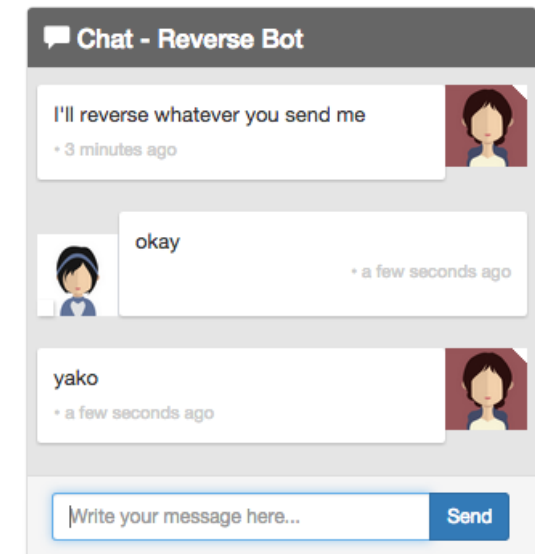 Chat - Reverse Bot
I'll reverse whatever you send me
• 3 minutes ago
okay
• a few seconds ago
yako
• a few seconds ago
Write your message here...
Send